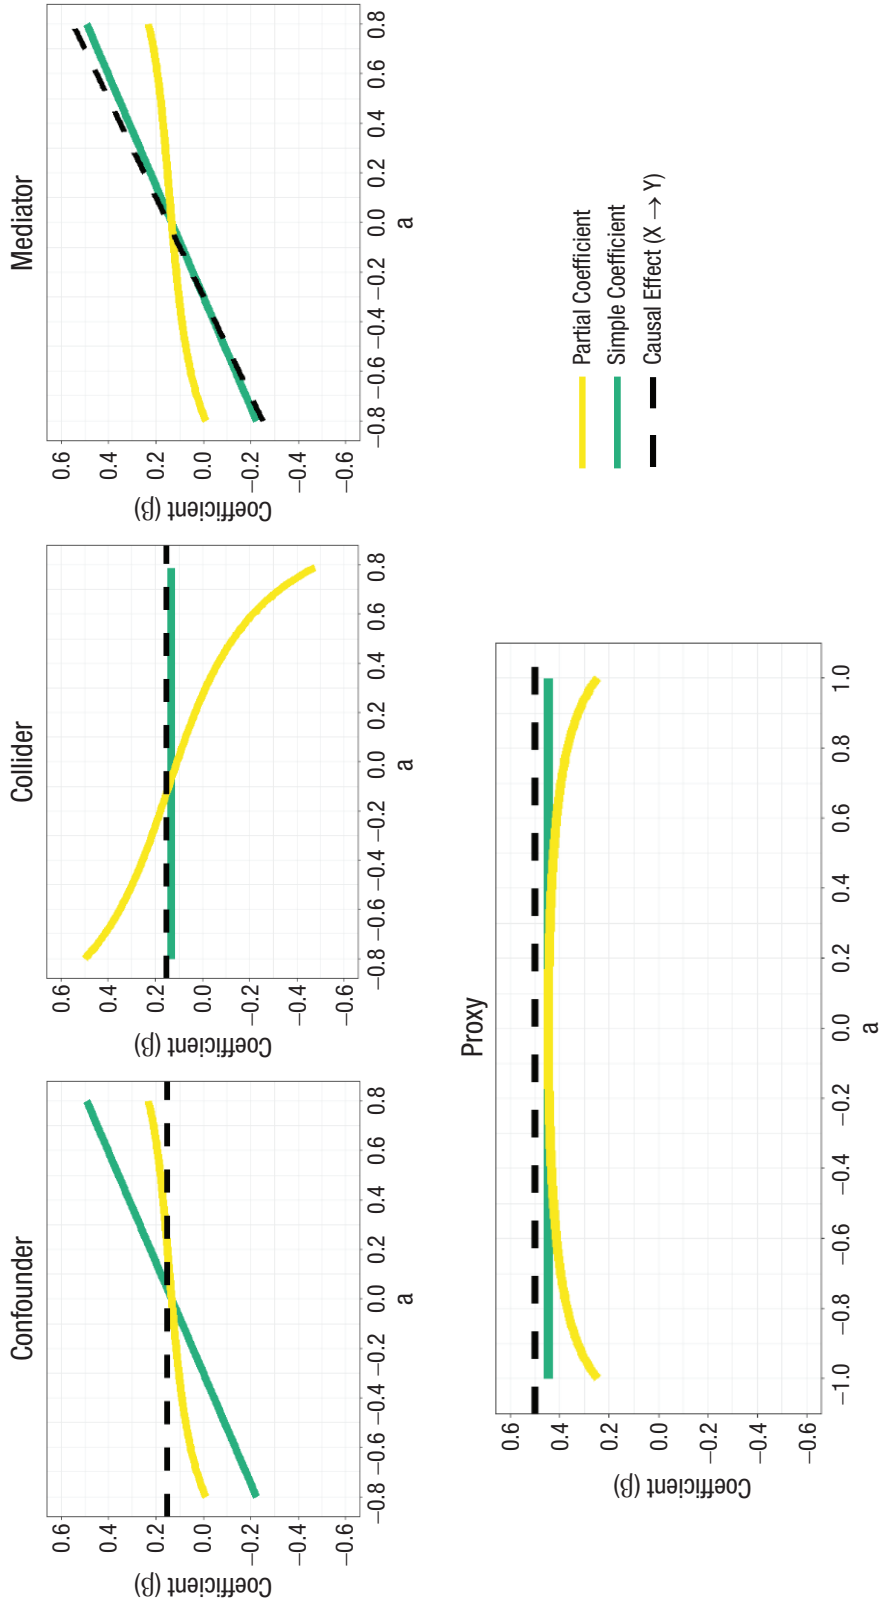 Confounder
Coefficient (β)
0.6
0.4
0.2
0.0
−0.2
−0.4
−0.6
−0.8 −0.6 −0.4 −0.2 0.0 0.2 0.4 0.6 0.8
a
Collider
Coefficient (β)
0.6
0.4
0.2
0.0
−0.2
−0.4
−0.6
−0.8 −0.6 −0.4 −0.2 0.0 0.2 0.4 0.6 0.8
a
Mediator
Coefficient (β)
0.6
0.4
0.2
0.0
−0.2
−0.4
−0.6
−0.8 −0.6 −0.4 −0.2 0.0 0.2 0.4 0.6 0.8
a
Proxy
Coefficient (β)
0.6
0.4
0.2
0.0
−0.2
−0.4
−0.6
−1.0 −0.8 −0.6 −0.4 −0.2 0.0 0.2 0.4 0.6 0.8 1.0
a
Partial Coefficient
Simple Coefficient
Causal Effect (X → Y)